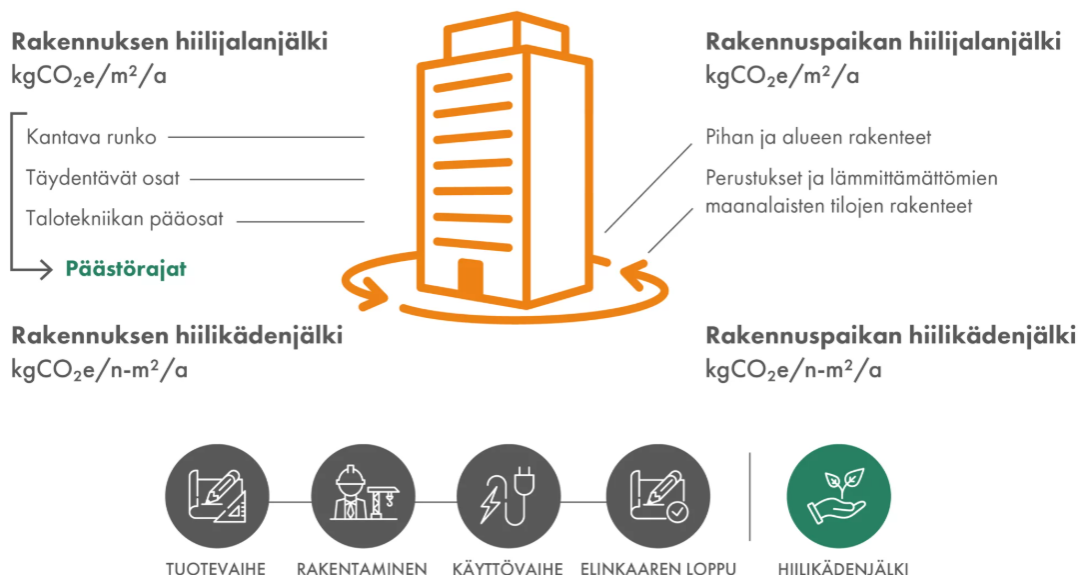 Rakennuksen hiilijalanjälki
kgCO₂e/m²/a
Kantava runko
Täydentävät osat
Talotekniikan pääosat
Päästörajat
Rakennuspaikan hiilijalanjälki
kgCO₂e/m²/a
Pihan ja alueen rakenteet
Perustukset ja lämmittämättömien
maanalaisten tilojen rakenteet
Rakennuksen hiilikädenjälki
kgCO₂e/n-m²/a
Rakennuspaikan hiilikädenjälki
kgCO₂e/n-m²/a
TUOTEVAIHE
RAKENTAMINEN
KÄYTTÖVAIHE
ELINKAAREN LOPPU
HIILIKÄDENJÄLKI